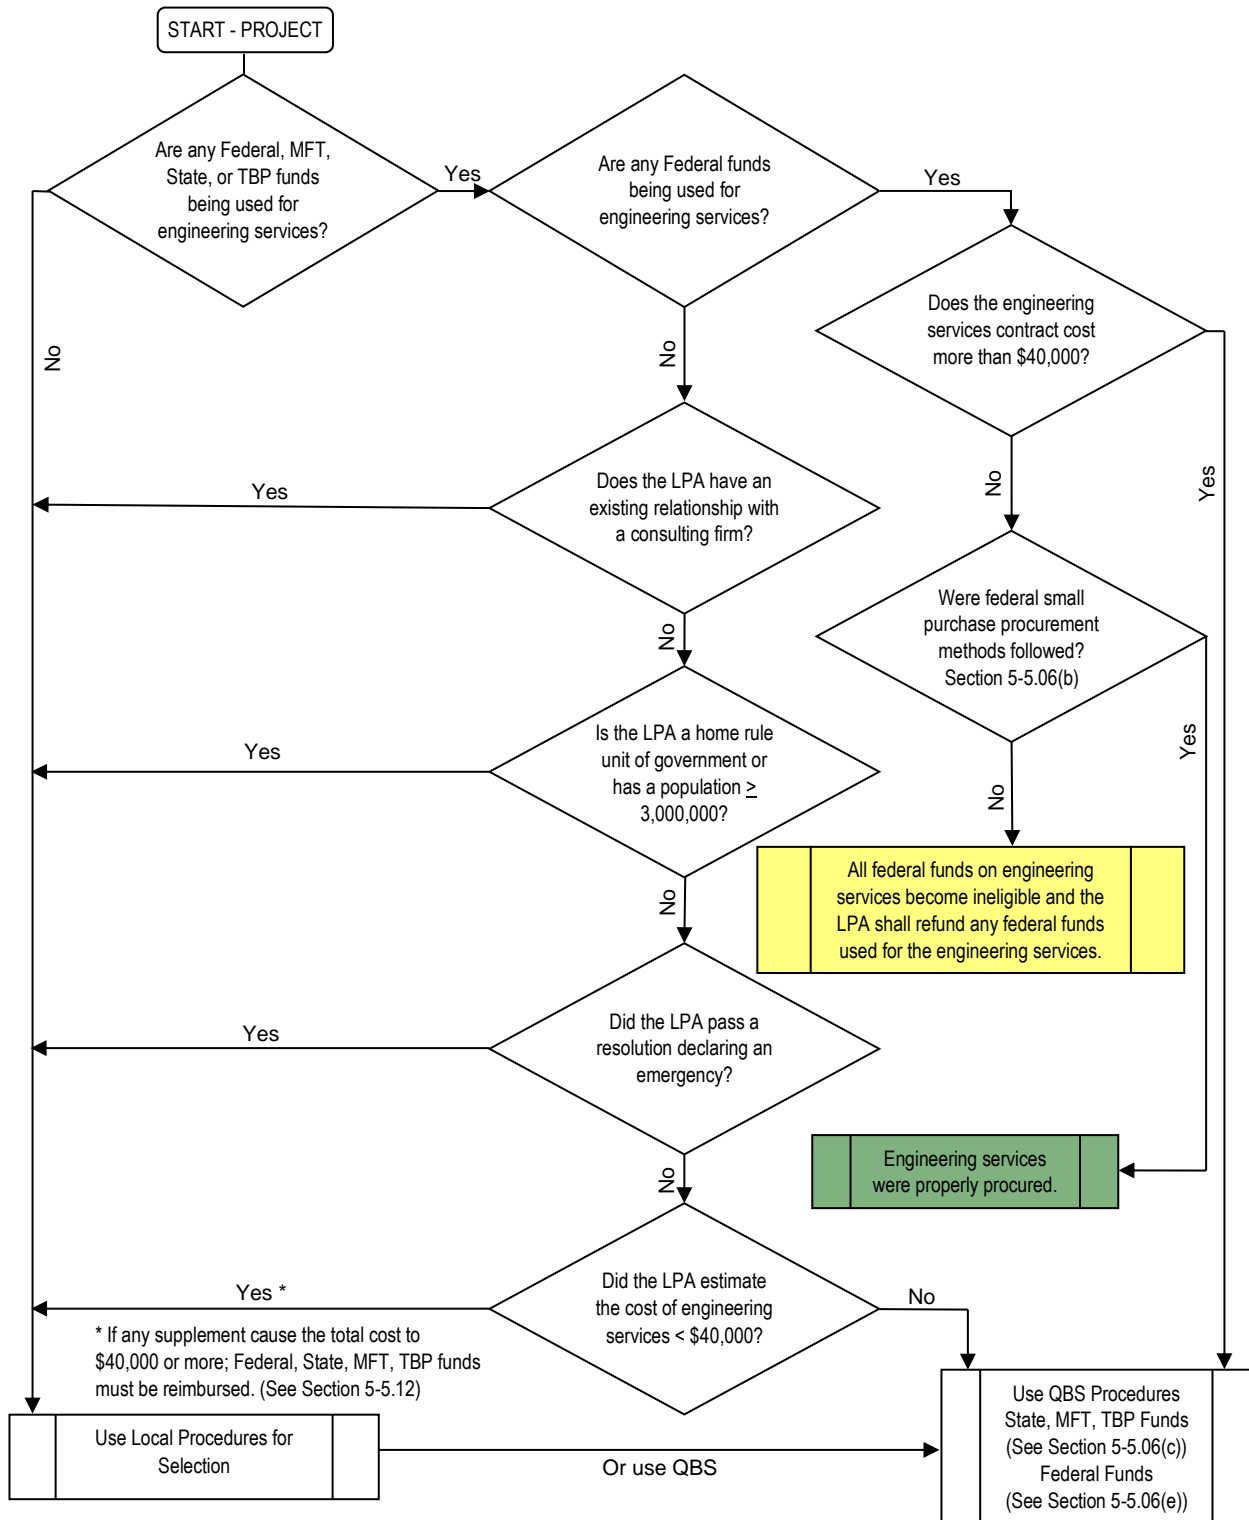 START - PROJECT
Are any Federal, MFT,
State, or TBP funds
being used for
engineering services?
Yes
No
Are any Federal funds
being used for
engineering services?
Yes
No
Does the engineering
services contract cost
more than $40,000?
No
Yes
Does the LPA have an
existing relationship with
a consulting firm?
Yes
No
Were federal small
purchase procurement
methods followed?
Section 5-5.06(b)
Yes
No
Is the LPA a home rule
unit of government or
has a population ≥
3,000,000?
Yes
No
All federal funds on engineering
services become ineligible and the
LPA shall refund any federal funds
used for the engineering services.
Did the LPA pass a
resolution declaring an
emergency?
Yes
No
Engineering services
were properly procured.
Did the LPA estimate
the cost of engineering
services < $40,000?
Yes *
No
* If any supplement cause the total cost to
$40,000 or more; Federal, State, MFT, TBP funds
must be reimbursed. (See Section 5-5.12)
Use Local Procedures for
Selection
Or use QBS
Use QBS Procedures
State, MFT, TBP Funds
(See Section 5-5.06(c))
Federal Funds
(See Section 5-5.06(e))